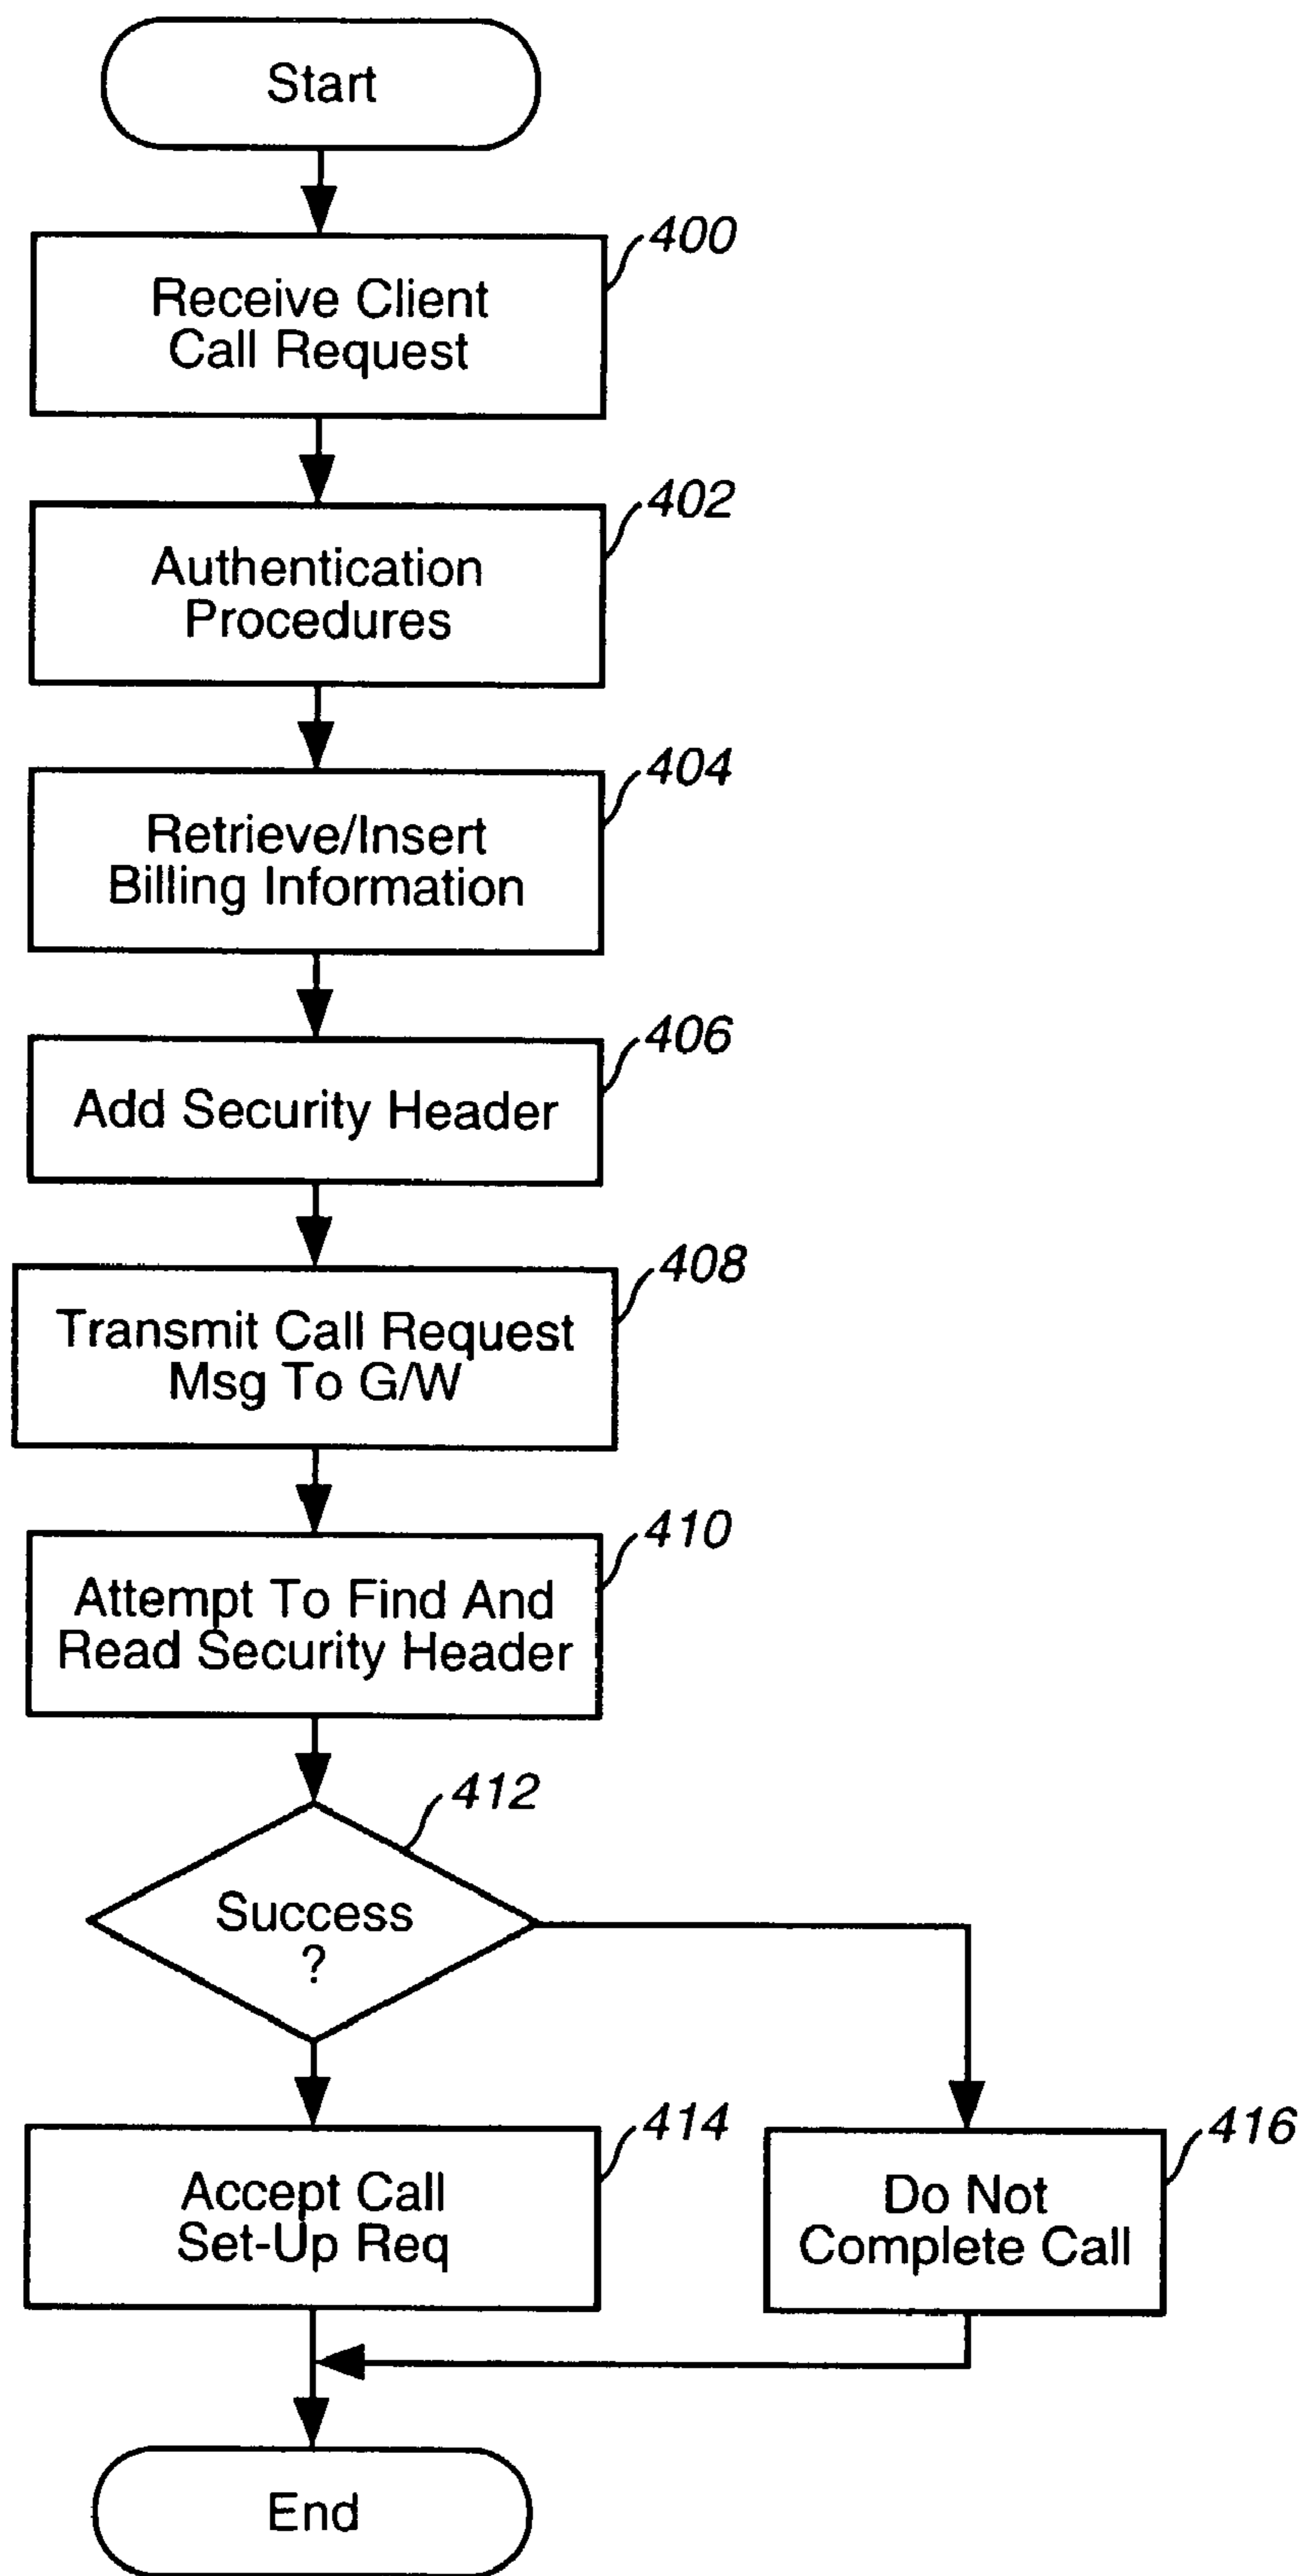 Start
400
Receive Client
Call Request
402
Authentication
Procedures
404
Retrieve/Insert
Billing Information
406
Add Security Header
408
Transmit Call Request
Msg To G/W
410
Attempt To Find And
Read Security Header
412
Success
?
414
Accept Call
Set-Up Req
416
Do Not
Complete Call
End